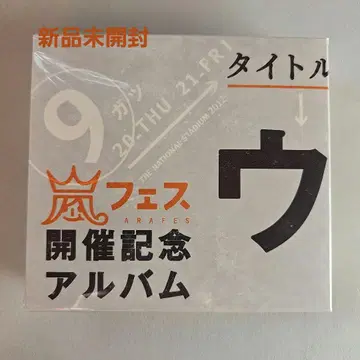 新品未開封
9
ガツ
20-THU 21-FRI
THE NATIONAL STADIUM 2012
タイトル
ウ
嵐フェス
ARAFES
開催記念
アルバム